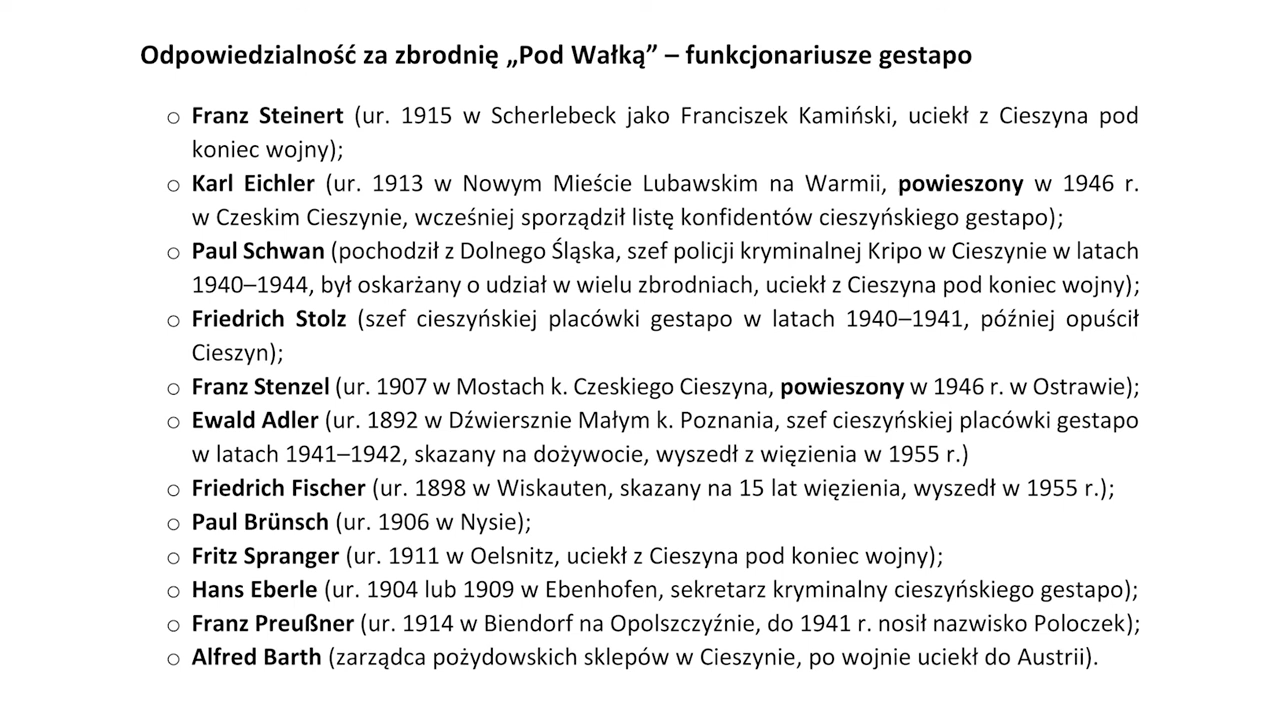 Odpowiedzialność za zbrodnię „Pod Wałką” – funkcjonariusze gestapo
○ Franz Steinert (ur. 1915 w Scherlebeck jako Franciszek Kamiński, uciekł z Cieszyna pod
koniec wojny);
○ Karl Eichler (ur. 1913 w Nowym Mieście Lubawskim na Warmii, powieszony w 1946 r.
w Czeskim Cieszynie, wcześniej sporządził listę konfidentów cieszyńskiego gestapo);
○ Paul Schwan (pochodził z Dolnego Śląska, szef policji kryminalnej Kripo w Cieszynie w latach
1940–1944, był oskarżany o udział w wielu zbrodniach, uciekł z Cieszyna pod koniec wojny);
○ Friedrich Stolz (szef cieszyńskiej placówki gestapo w latach 1940–1941, później opuścił
Cieszyn);
○ Franz Stenzel (ur. 1907 w Mostach k. Czeskiego Cieszyna, powieszony w 1946 r. w Ostrawie);
○ Ewald Adler (ur. 1892 w Dźwiersznie Małym k. Poznania, szef cieszyńskiej placówki gestapo
w latach 1941–1942, skazany na dożywocie, wyszedł z więzienia w 1955 r.)
○ Friedrich Fischer (ur. 1898 w Wiskauten, skazany na 15 lat więzienia, wyszedł w 1955 r.);
○ Paul Brünsch (ur. 1906 w Nysie);
○ Fritz Spranger (ur. 1911 w Oelsnitz, uciekł z Cieszyna pod koniec wojny);
○ Hans Eberle (ur. 1904 lub 1909 w Ebenhofen, sekretarz kryminalny cieszyńskiego gestapo);
○ Franz Preußner (ur. 1914 w Biendorf na Opolszczyźnie, do 1941 r. nosił nazwisko Poloczek);
○ Alfred Barth (zarządca pożydowskich sklepów w Cieszynie, po wojnie uciekł do Austrii).